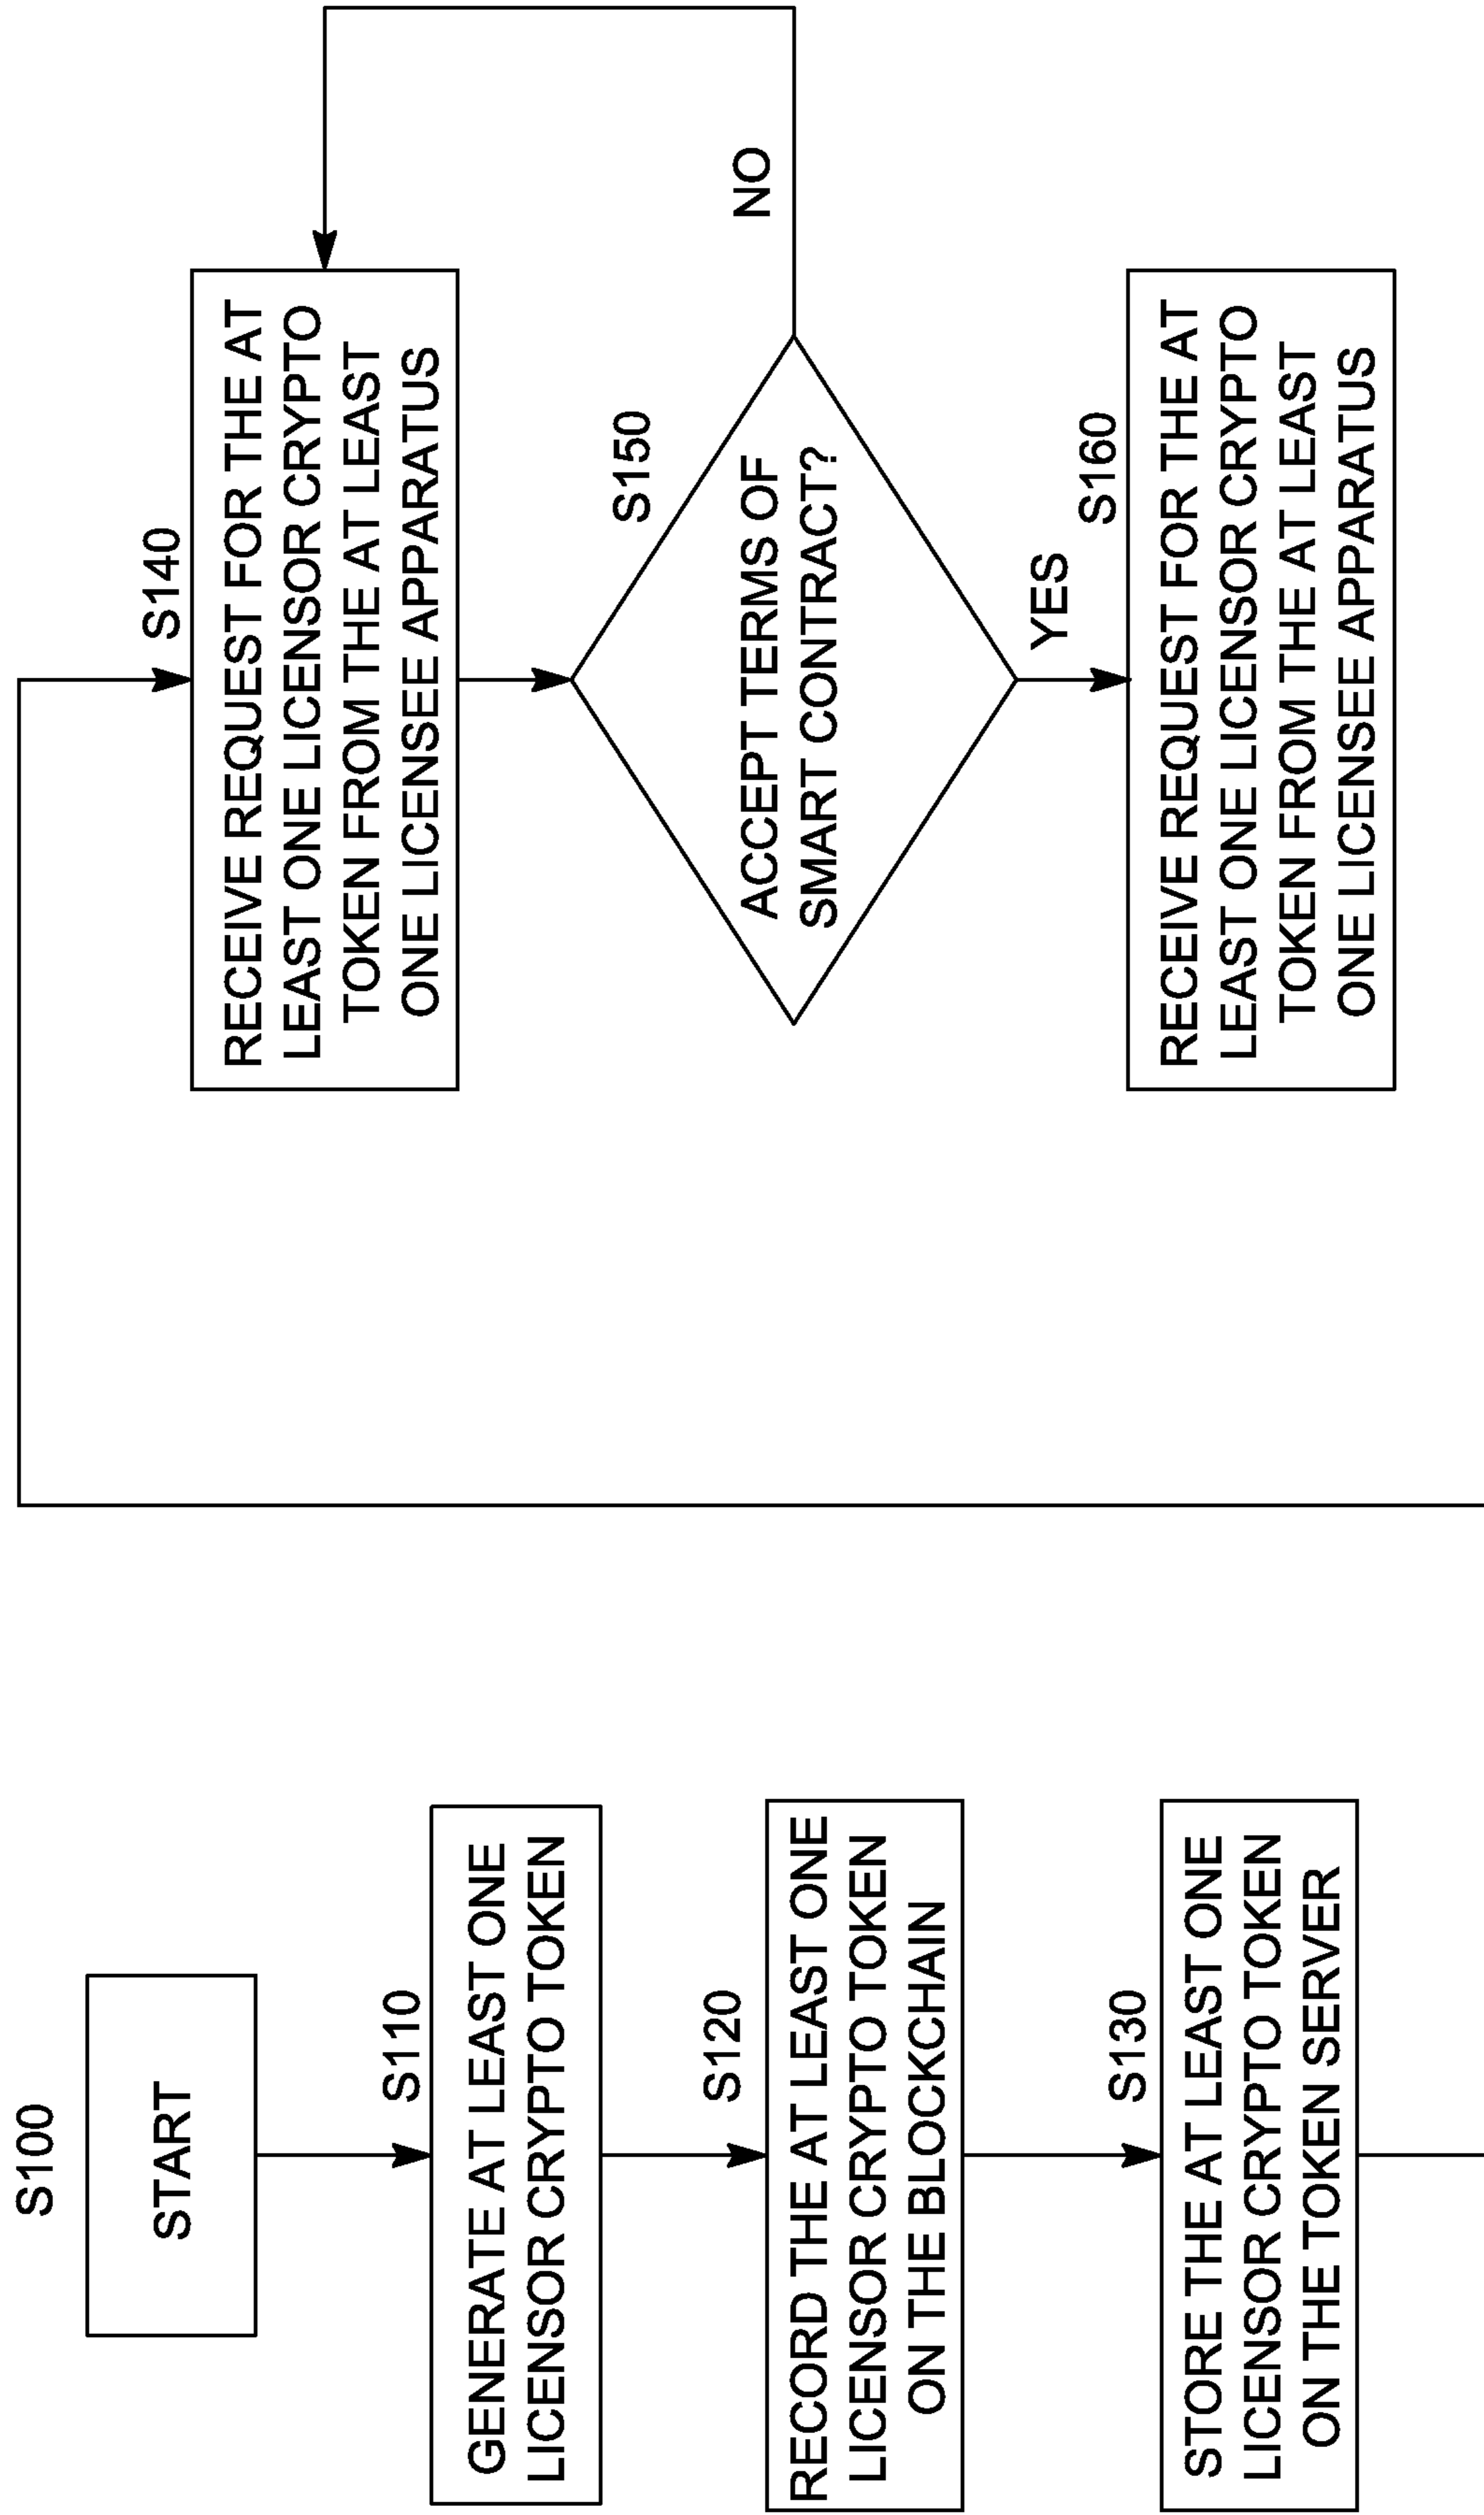 S100
START
S110
GENERATE AT LEAST ONE
LICENSOR CRYPTO TOKEN
S120
RECORD THE AT LEAST ONE
LICENSOR CRYPTO TOKEN
ON THE BLOCKCHAIN
S130
STORE THE AT LEAST ONE
LICENSOR CRYPTO TOKEN
ON THE TOKEN SERVER
S140
RECEIVE REQUEST FOR THE AT
LEAST ONE LICENSOR CRYPTO
TOKEN FROM THE AT LEAST
ONE LICENSEE APPARATUS
S150
ACCEPT TERMS OF
SMART CONTRACT?
NO
YES
S160
RECEIVE REQUEST FOR THE AT
LEAST ONE LICENSOR CRYPTO
TOKEN FROM THE AT LEAST
ONE LICENSEE APPARATUS